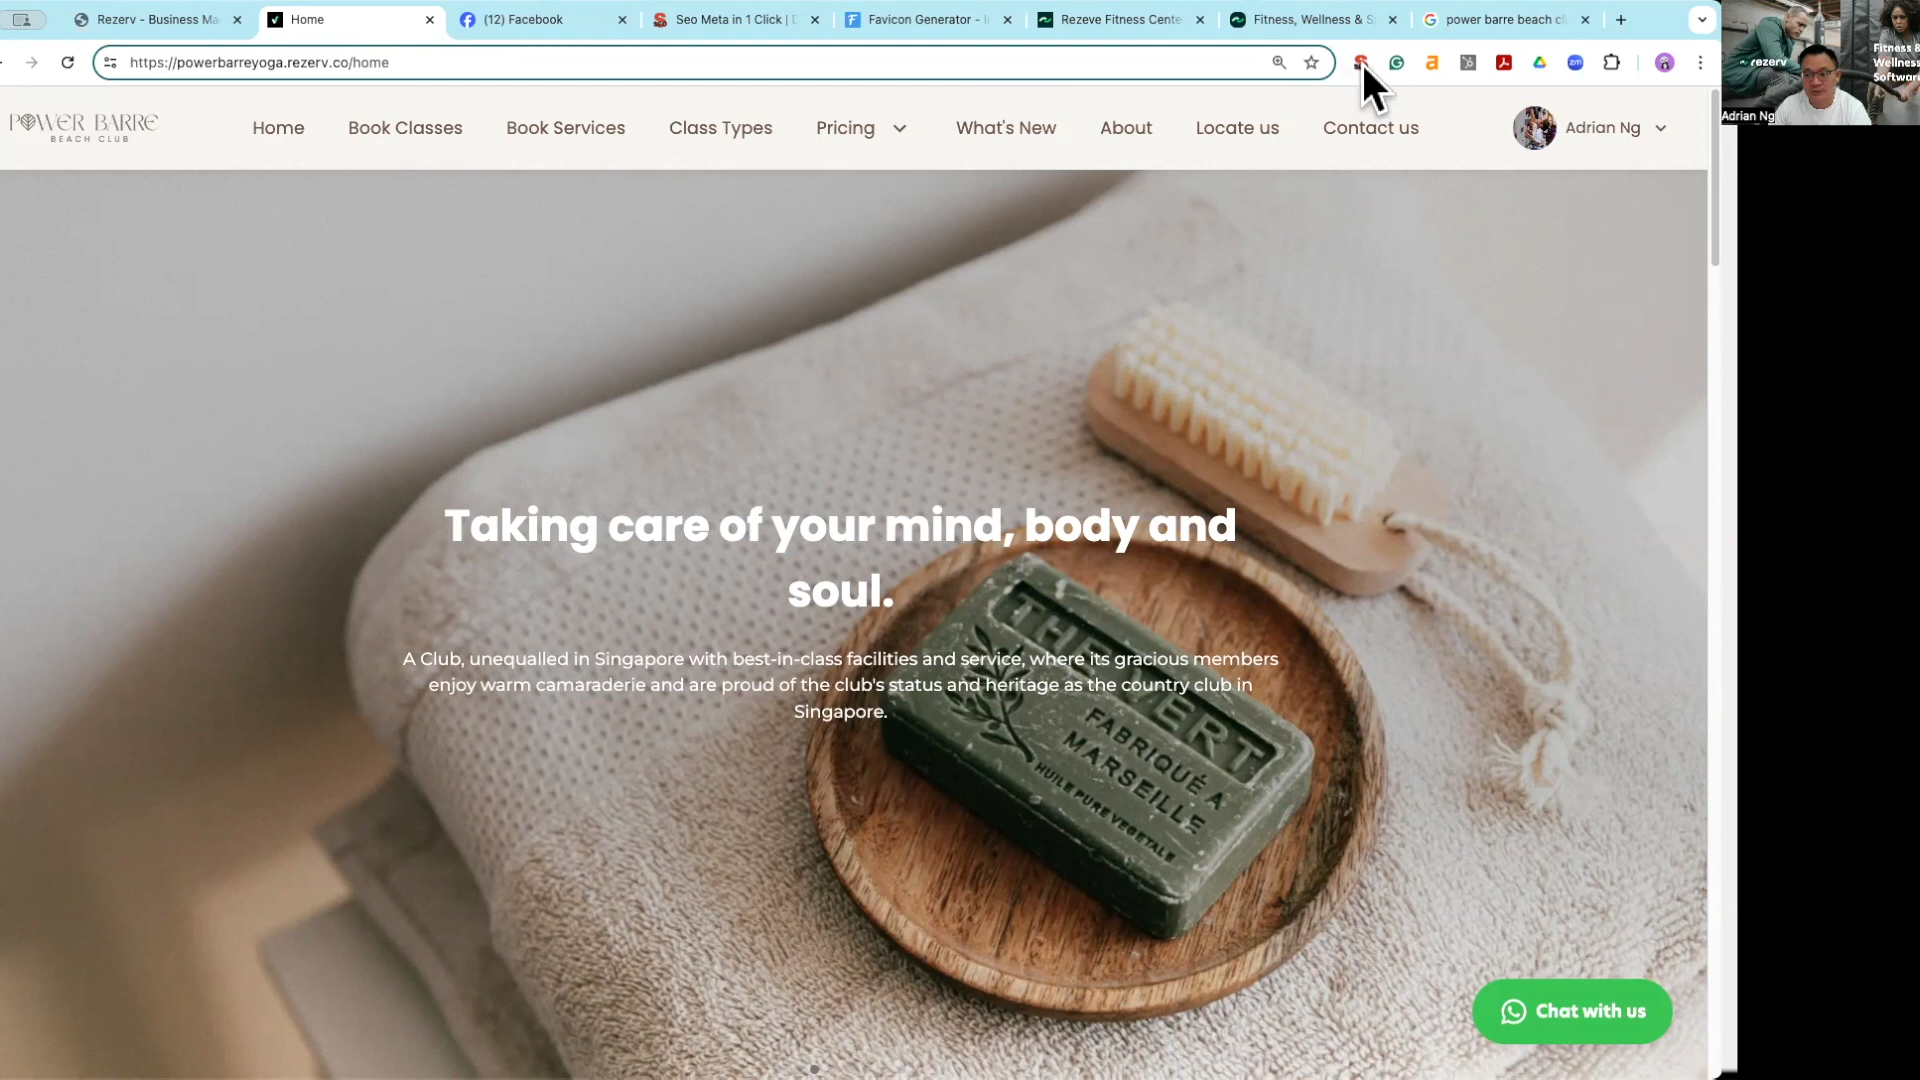 Rezerv - Business Ma
Home
(12) Facebook
Seo Meta in 1 Click | D
Favicon Generator - I
Rezeve Fitness Cente
Fitness, Wellness & S
power barre beach cl
https://powerbarreyoga.rezerv.co/home
rezerv
Fitness &
Wellness
Software
Adrian Ng
POWER BARRE
BEACH CLUB
Home
Book Classes
Book Services
Class Types
Pricing
What's New
About
Locate us
Contact us
Adrian Ng
Taking care of your mind, body and
soul.
A Club, unequalled in Singapore with best-in-class facilities and service, where its gracious members
enjoy warm camaraderie and are proud of the club's status and heritage as the country club in
Singapore.
THE VERT
FABRIQUÉ A
MARSEILLE
HUILE PURE VEGETALE
Chat with us